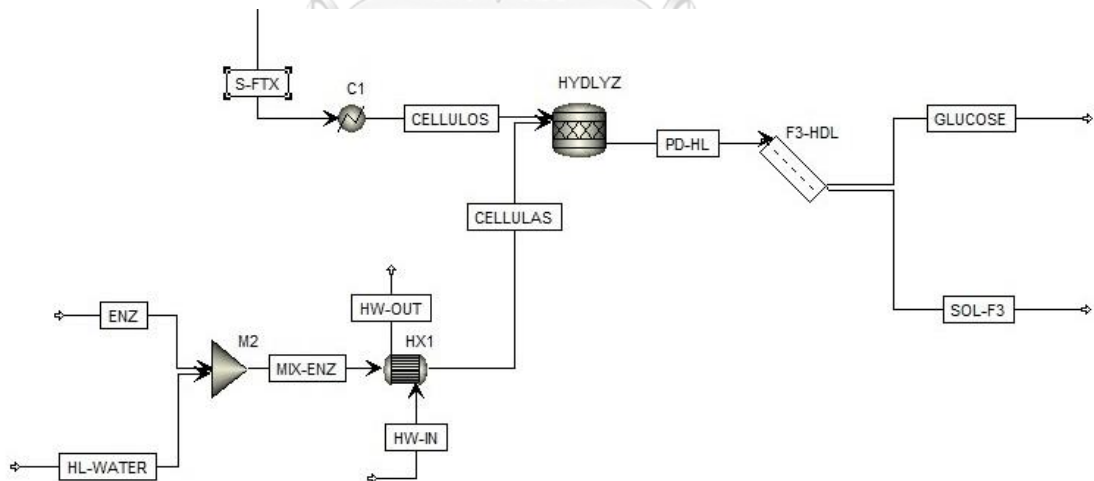 S-FTX
C1
CELLULOS
HYDLYZ
PD-HL
F3-HDL
GLUCOSE
CELLULAS
SOL-F3
ENZ
HW-OUT
M2
MIX-ENZ
HX1
HW-IN
HL-WATER